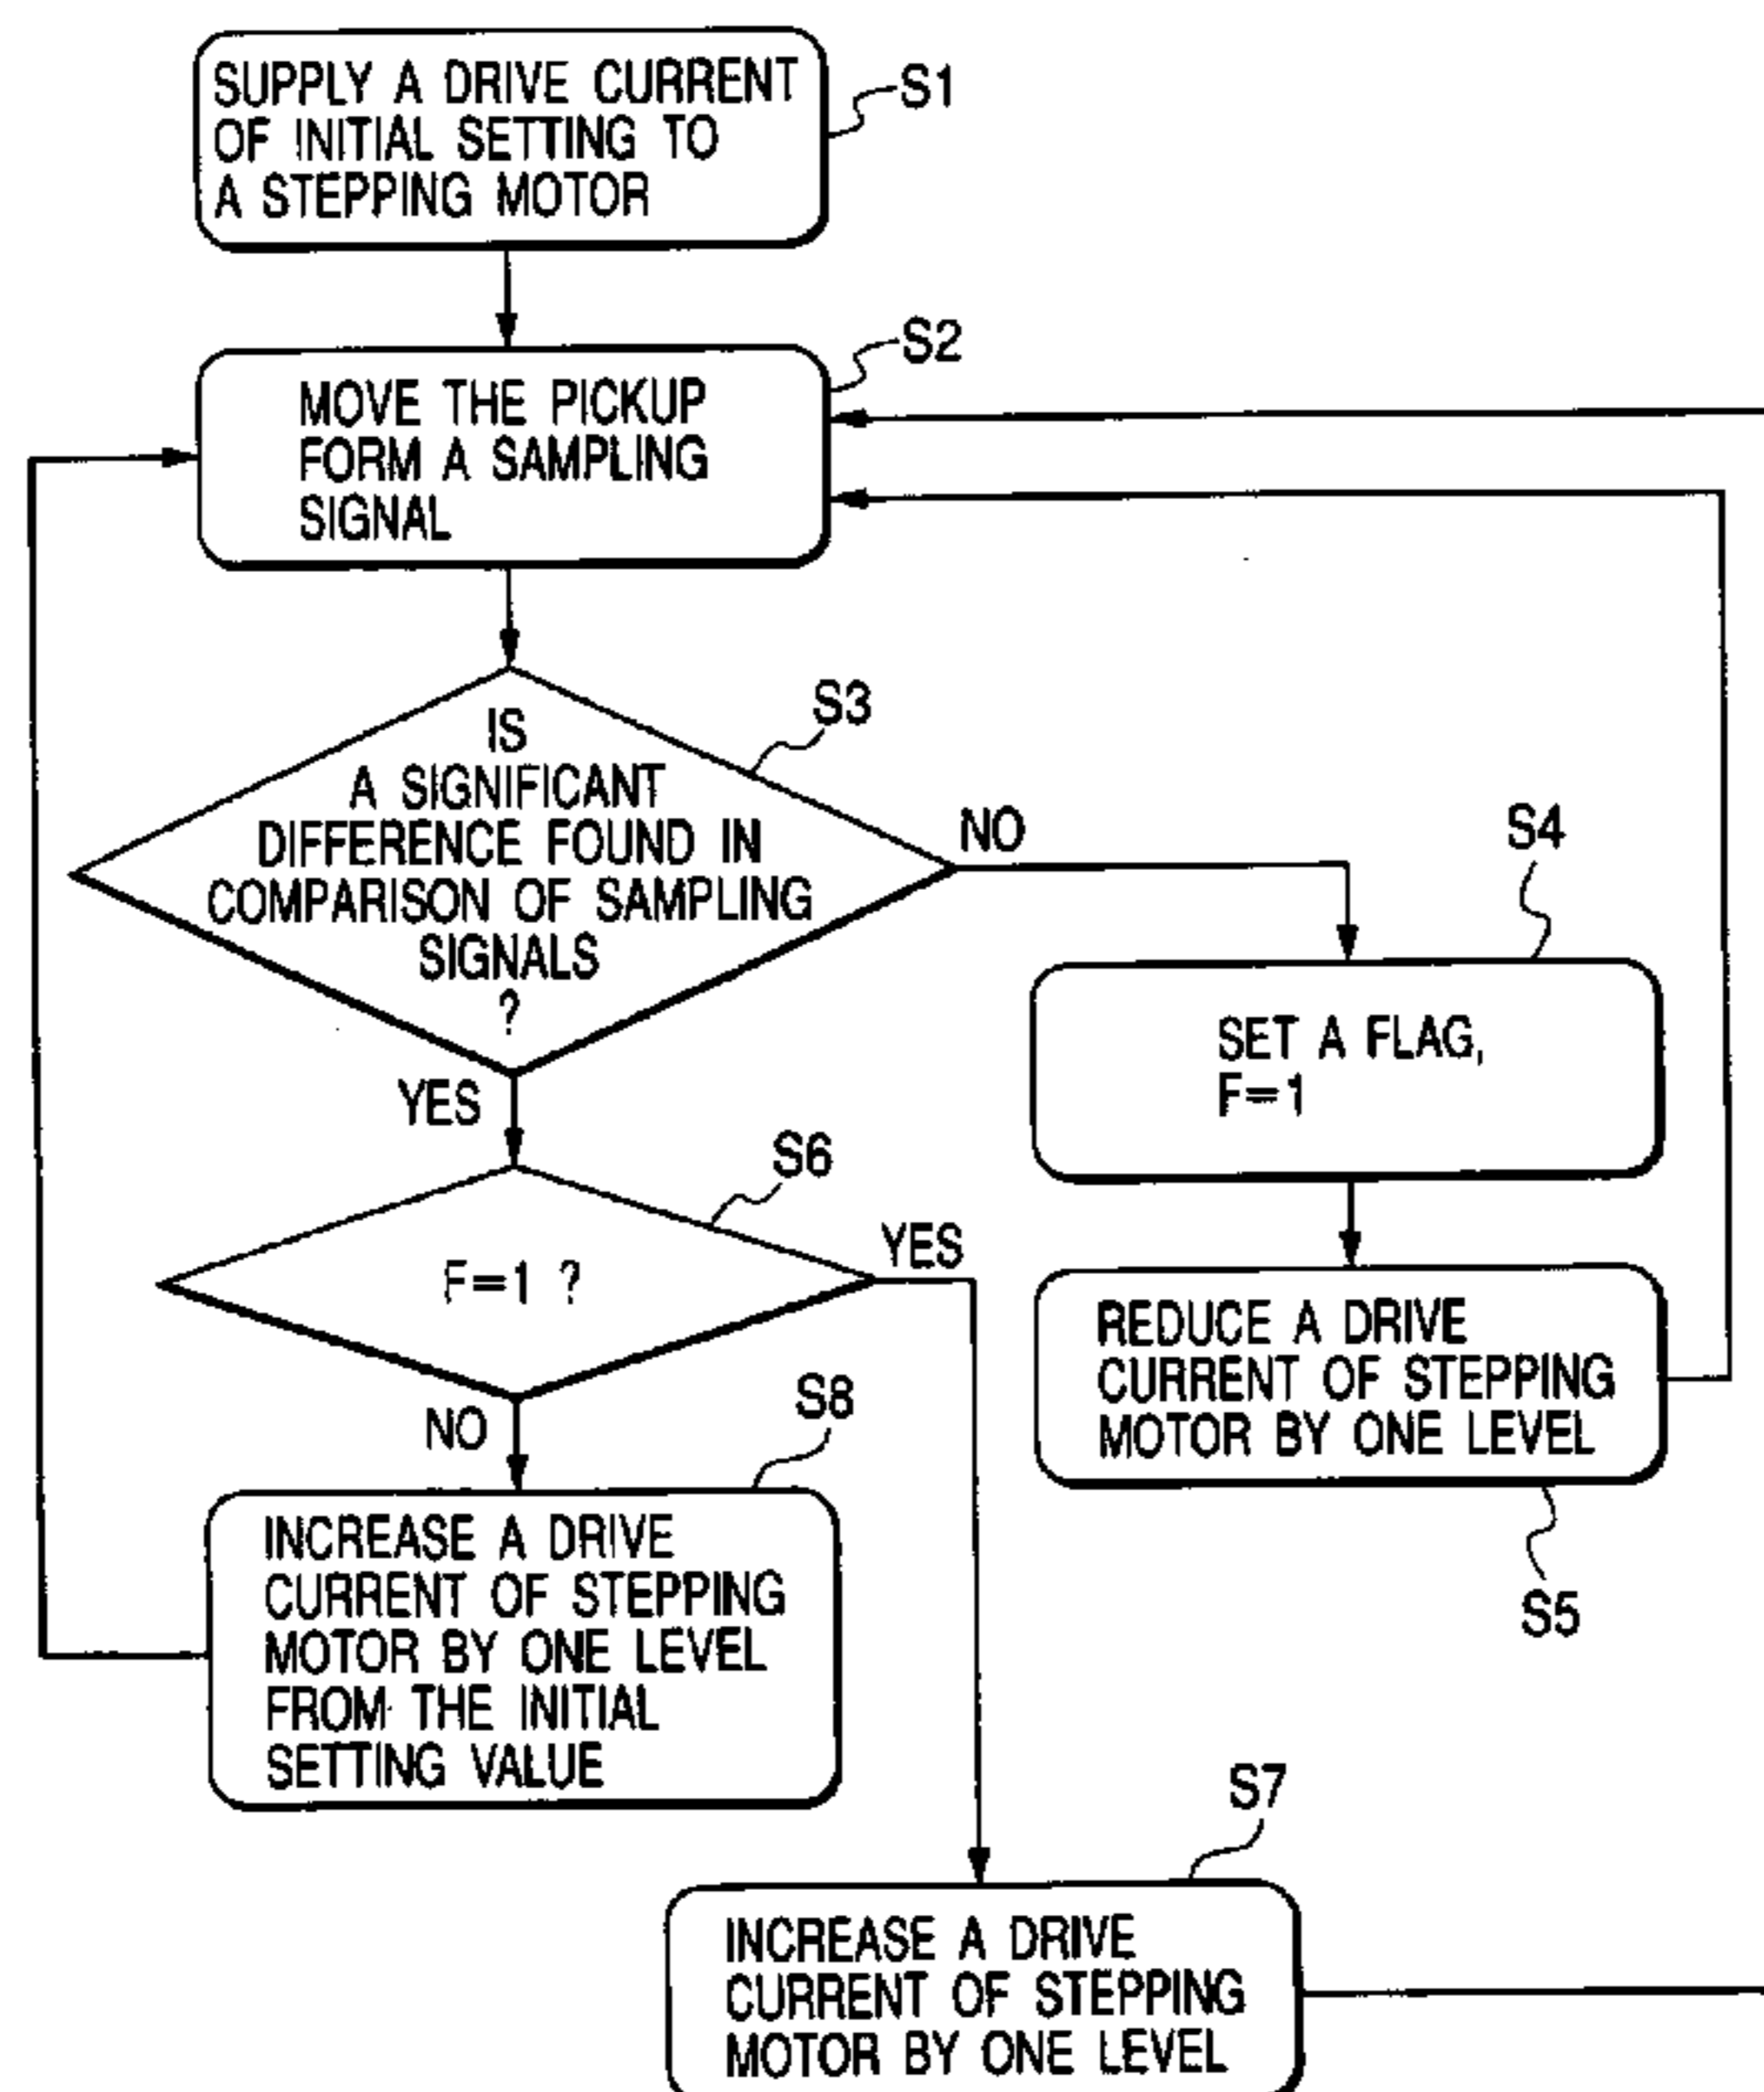 SUPPLY A DRIVE CURRENT
OF INITIAL SETTING TO
A STEPPING MOTOR
S1
MOVE THE PICKUP
FORM A SAMPLING
SIGNAL
S2
IS
A SIGNIFICANT
DIFFERENCE FOUND IN
COMPARISON OF SAMPLING
SIGNALS
?
S3
NO
YES
S4
SET A FLAG,
F=1
S6
F=1 ?
YES
NO
REDUCE A DRIVE
CURRENT OF STEPPING
MOTOR BY ONE LEVEL
S5
S8
INCREASE A DRIVE
CURRENT OF STEPPING
MOTOR BY ONE LEVEL
FROM THE INITIAL
SETTING VALUE
S7
INCREASE A DRIVE
CURRENT OF STEPPING
MOTOR BY ONE LEVEL